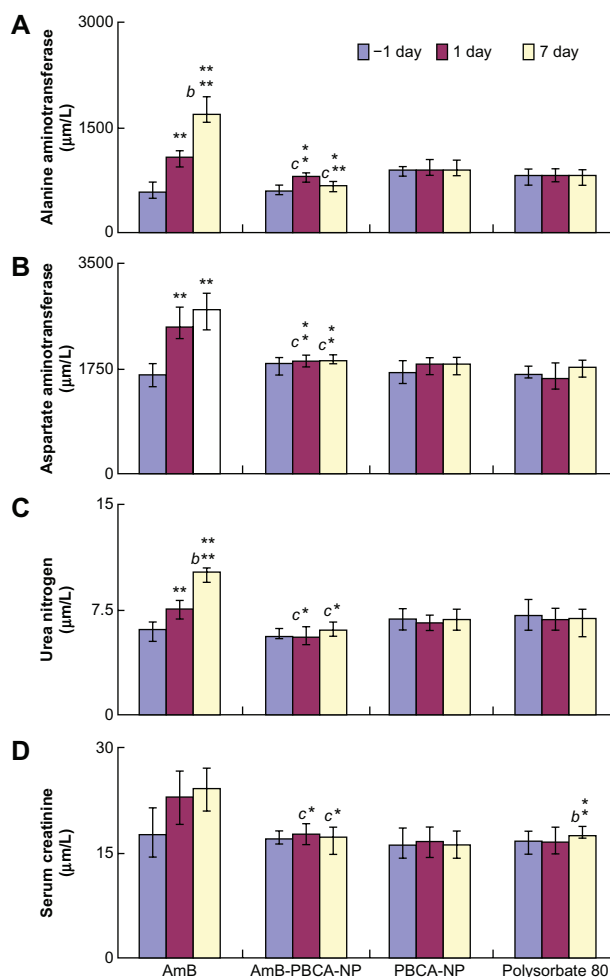 A
Alanine aminotransferase
(μm/L)
3000
1500
0
−1 day
1 day
7 day
**
b
**
**
*
c *
*
c **
B
Aspartate aminotransferase
(μm/L)
3500
1750
0
**
**
*
c *
*
c *
C
Urea nitrogen
(μm/L)
15
7.5
0
**
**
b **
c *
c *
D
Serum creatinine
(μm/L)
30
15
0
c *
c *
*
b *
AmB
AmB-PBCA-NP
PBCA-NP
Polysorbate 80